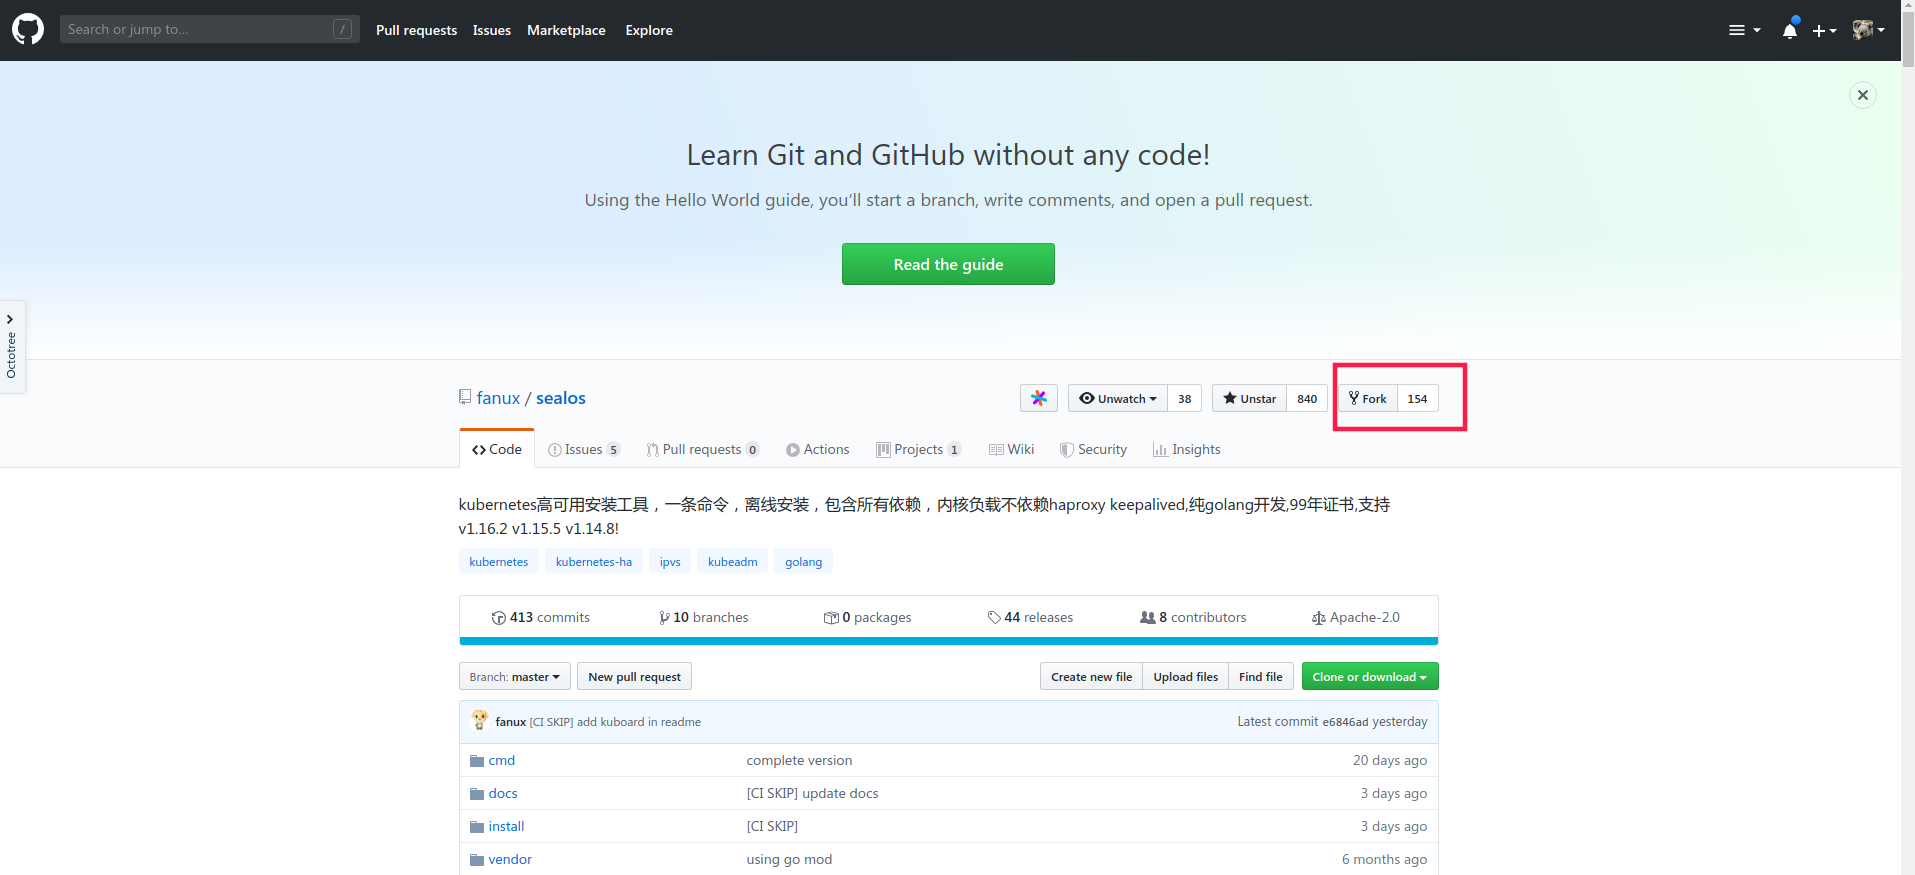 Search or jump to... /
Pull requests Issues Marketplace Explore
Learn Git and GitHub without any code!
Using the Hello World guide, you’ll start a branch, write comments, and open a pull request.
Read the guide
Octotree
fanux / sealos
Unwatch 38 Unstar 840 Fork 154
Code Issues 5 Pull requests 0 Actions Projects 1 Wiki Security Insights
kubernetes高可用安装工具，一条命令，离线安装，包含所有依赖，内核负载不依赖haproxy keepalived,纯golang开发,99年证书,支持
v1.16.2 v1.15.5 v1.14.8!
kubernetes kubernetes-ha ipvs kubeadm golang
413 commits 10 branches 0 packages 44 releases 8 contributors Apache-2.0
Branch: master New pull request Create new file Upload files Find file Clone or download
fanux [CI SKIP] add kuboard in readme Latest commit e6846ad yesterday
cmd complete version 20 days ago
docs [CI SKIP] update docs 3 days ago
install [CI SKIP] 3 days ago
vendor using go mod 6 months ago